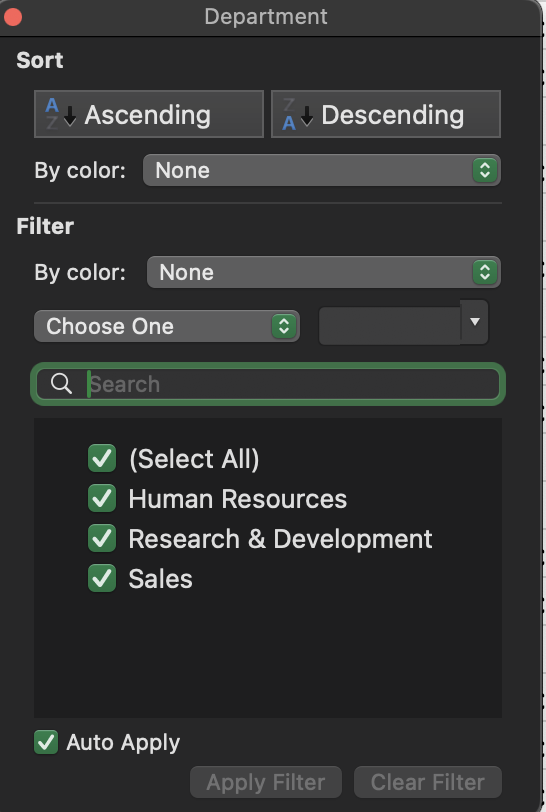 Department
Sort
A Z Ascending
Z A Descending
By color: None
Filter
By color: None
Choose One
Search
(Select All)
Human Resources
Research & Development
Sales
Auto Apply
Apply Filter
Clear Filter